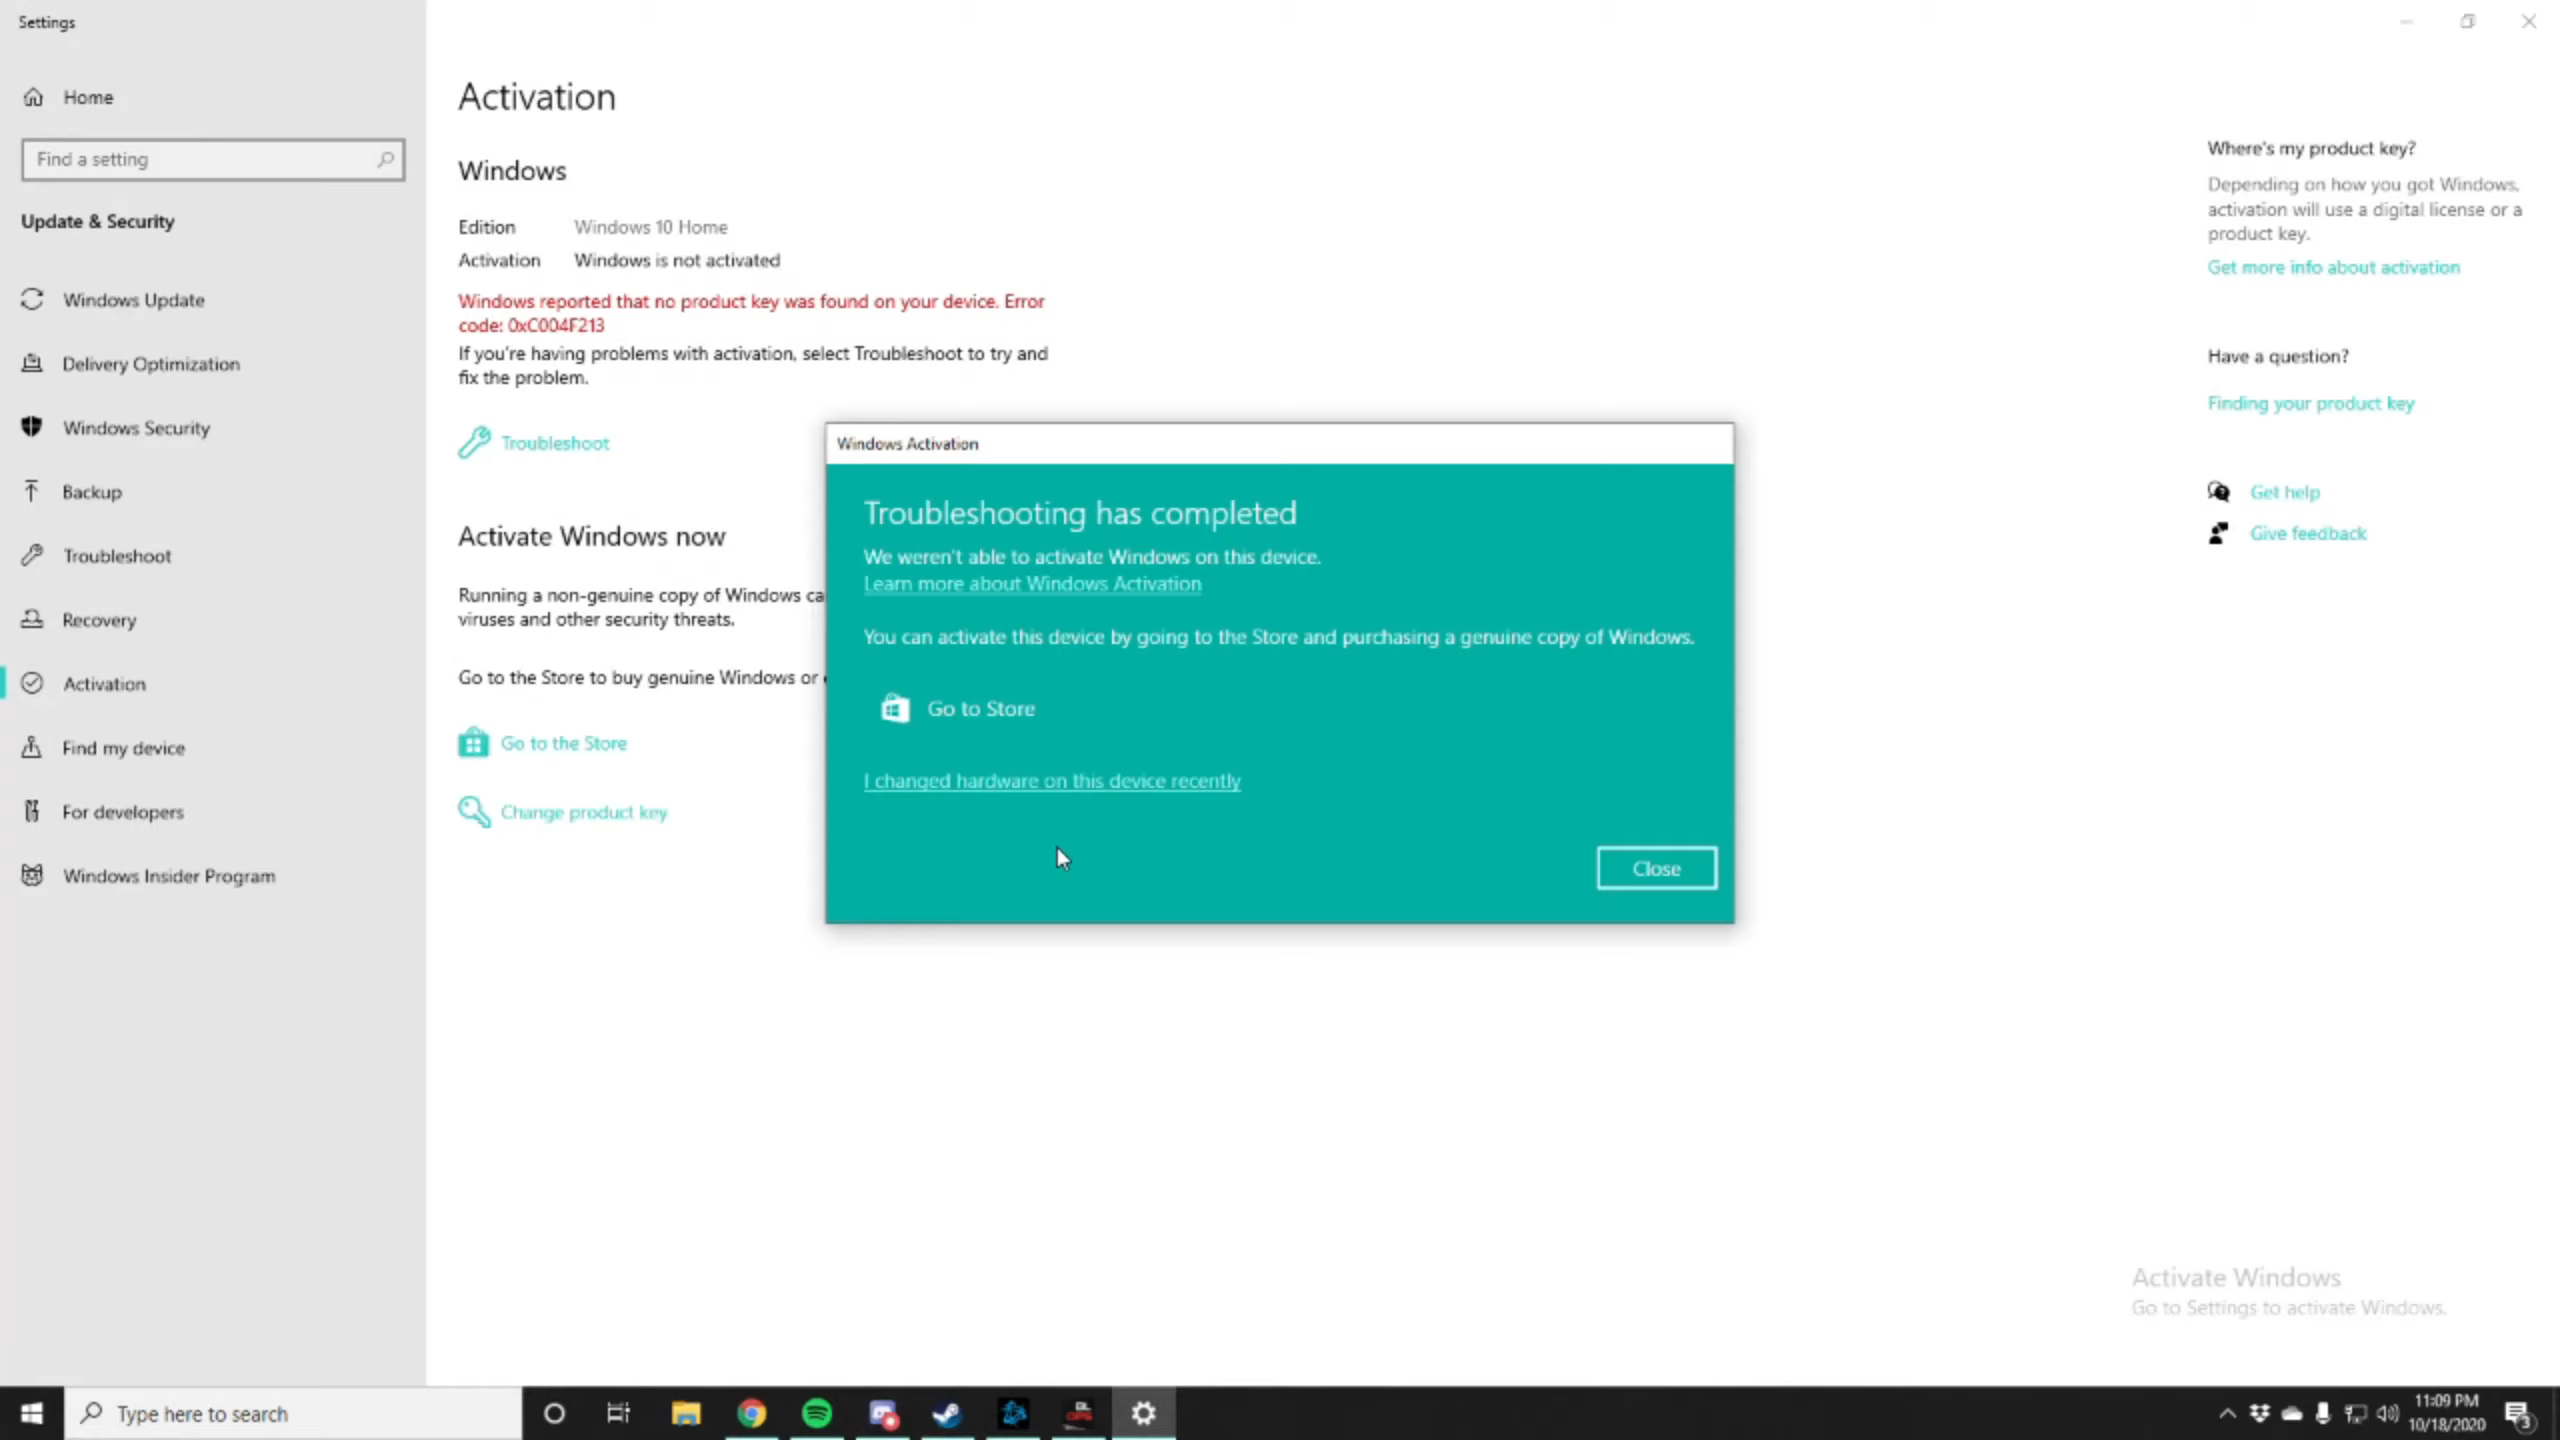 Settings
Home
Find a setting
Update & Security
Windows Update
Delivery Optimization
Windows Security
Backup
Troubleshoot
Recovery
Activation
Find my device
For developers
Windows Insider Program
Activation
Windows
Edition Windows 10 Home
Activation Windows is not activated
Windows reported that no product key was found on your device. Error
code: 0xC004F213
If you're having problems with activation, select Troubleshoot to try and
fix the problem.
Troubleshoot
Activate Windows now
Running a non-genuine copy of Windows ca
viruses and other security threats.
Go to the Store to buy genuine Windows or
Go to the Store
Change product key
Windows Activation
Troubleshooting has completed
We weren't able to activate Windows on this device.
Learn more about Windows Activation
You can activate this device by going to the Store and purchasing a genuine copy of Windows.
Go to Store
I changed hardware on this device recently
Close
Where's my product key?
Depending on how you got Windows,
activation will use a digital license or a
product key.
Get more info about activation
Have a question?
Finding your product key
Get help
Give feedback
Activate Windows
Go to Settings to activate Windows.
Type here to search
11:09 PM
10/18/2020
3